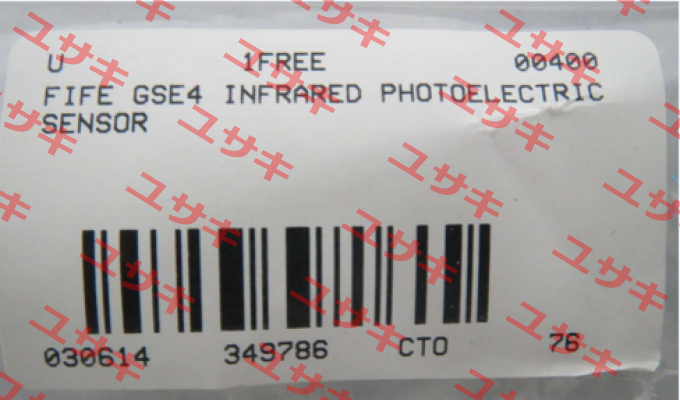 U 1FREE 00400
FIFE GSE4 INFRARED PHOTOELECTRIC
SENSOR
030614 349786 CTO 76
ユサキ